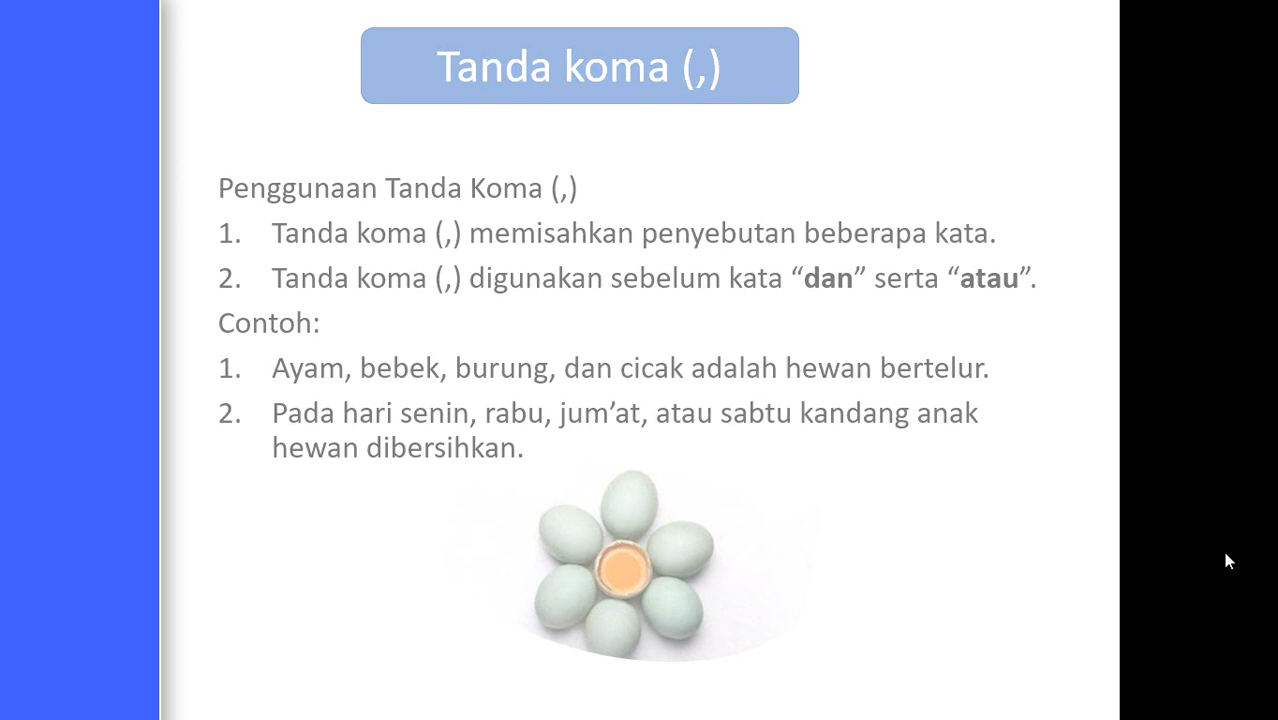 Tanda koma (,)
Penggunaan Tanda Koma (,)
1. Tanda koma (,) memisahkan penyebutan beberapa kata.
2. Tanda koma (,) digunakan sebelum kata “dan” serta “atau”.
Contoh:
1. Ayam, bebek, burung, dan cicak adalah hewan bertelur.
2. Pada hari senin, rabu, jum’at, atau sabtu kandang anak
hewan dibersihkan.